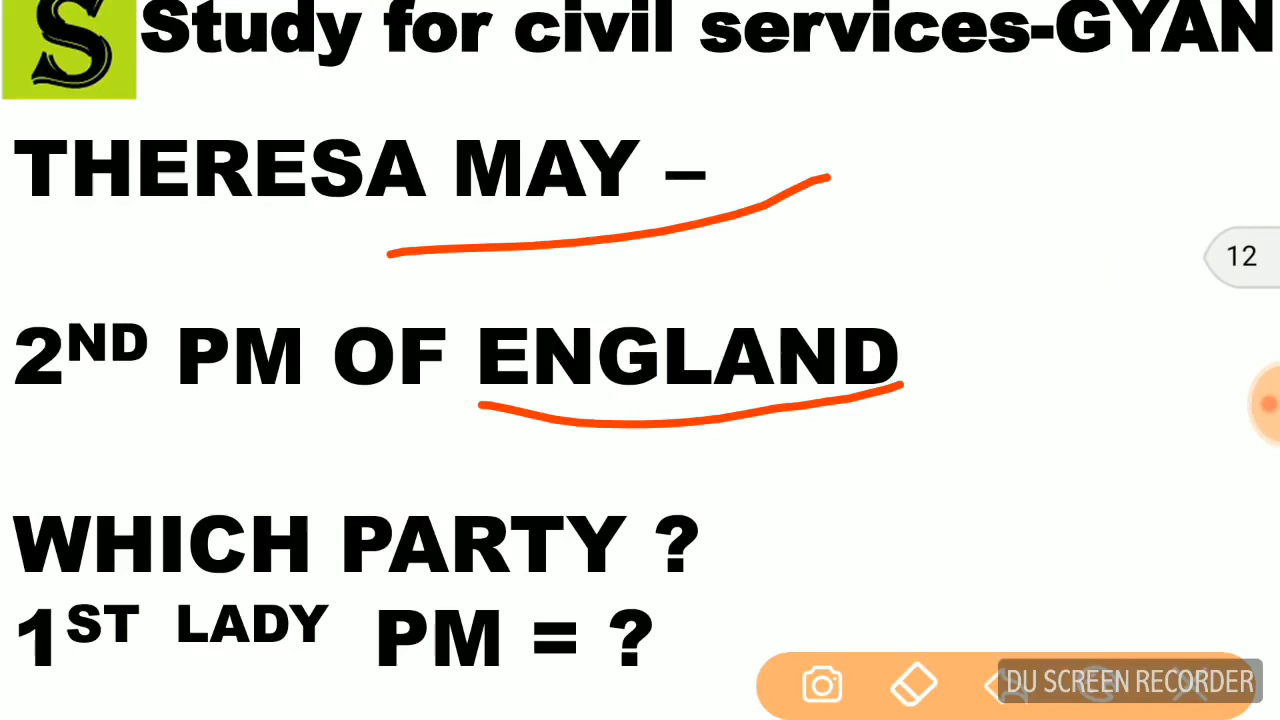 S Study for civil services-GYAN
THERESA MAY –
12
2ND PM OF ENGLAND
WHICH PARTY ?
1ST LADY PM = ?
DU SCREEN RECORDER